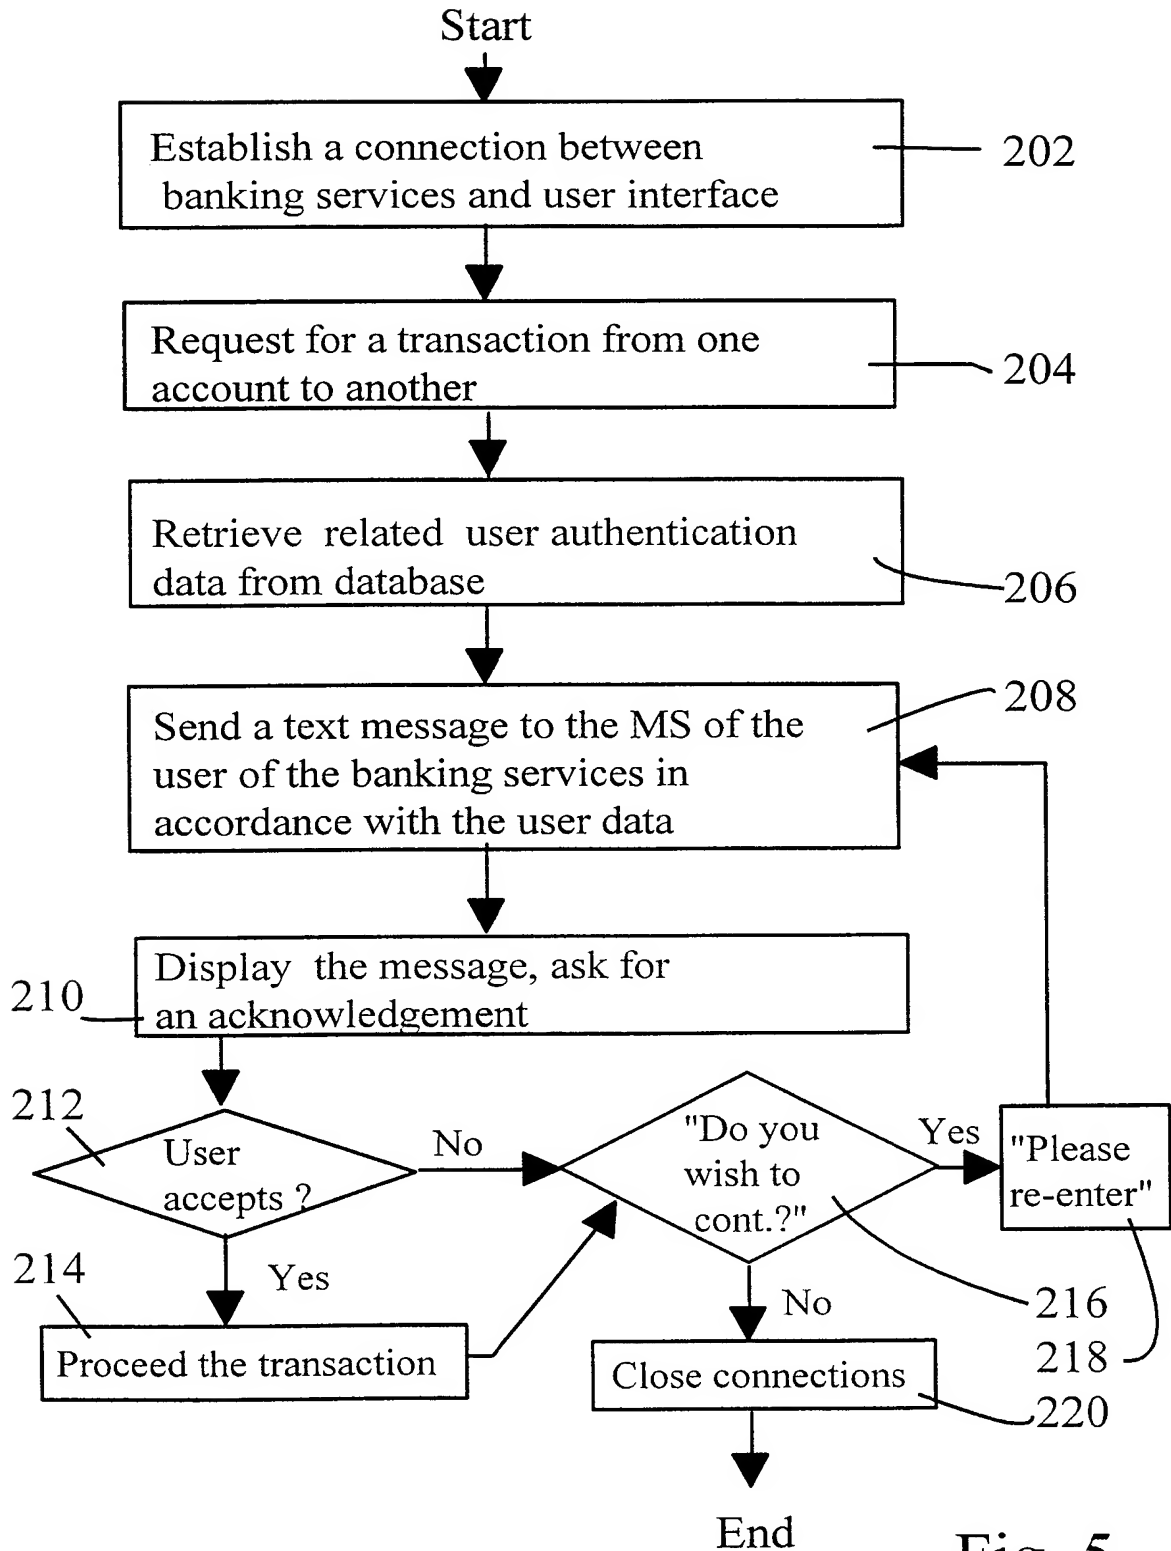 Start
Establish a connection between
banking services and user interface
202
Request for a transaction from one
account to another
204
Retrieve related user authentication
data from database
206
Send a text message to the MS of the
user of the banking services in
accordance with the user data
208
Display the message, ask for
an acknowledgement
210
212
User
accepts ?
No
"Do you
wish to
cont.?"
Yes
"Please
re-enter"
214
Yes
Proceed the transaction
No
216
218
Close connections
220
End
Fig. 5